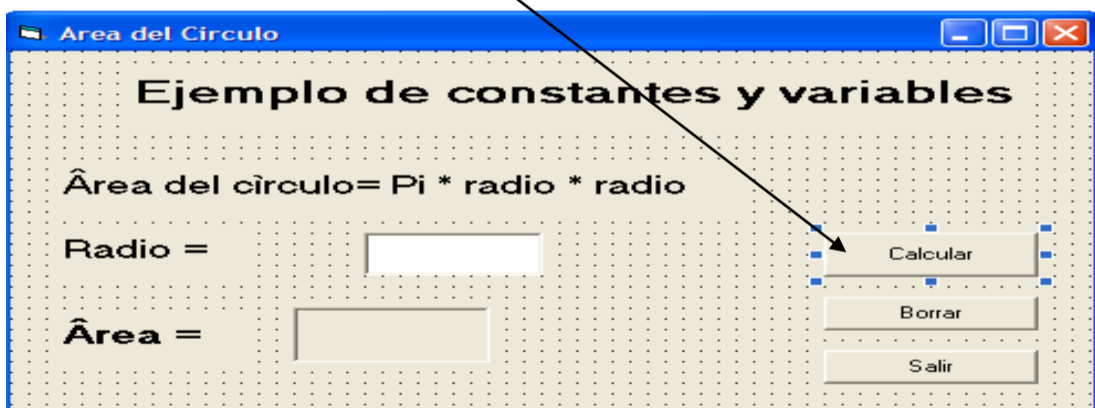 Area del Circulo
Ejemplo de constantes y variables
Ârea del cìrculo= Pi * radio * radio
Radio =
Calcular
Borrar
Ârea =
Salir